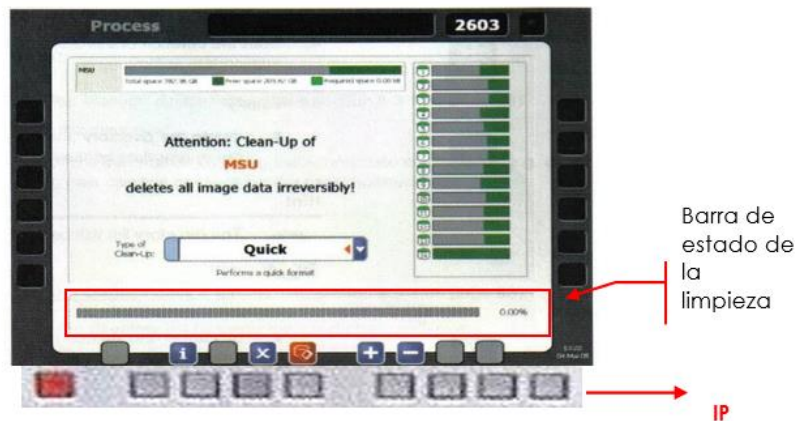 Process
2603
MSU
Attention: Clean-Up of
MSU
deletes all image data irreversibly!
Type of
Clean-Up:
Quick
Performs a quick format
0.00%
Barra de
estado de
la
limpieza
IP